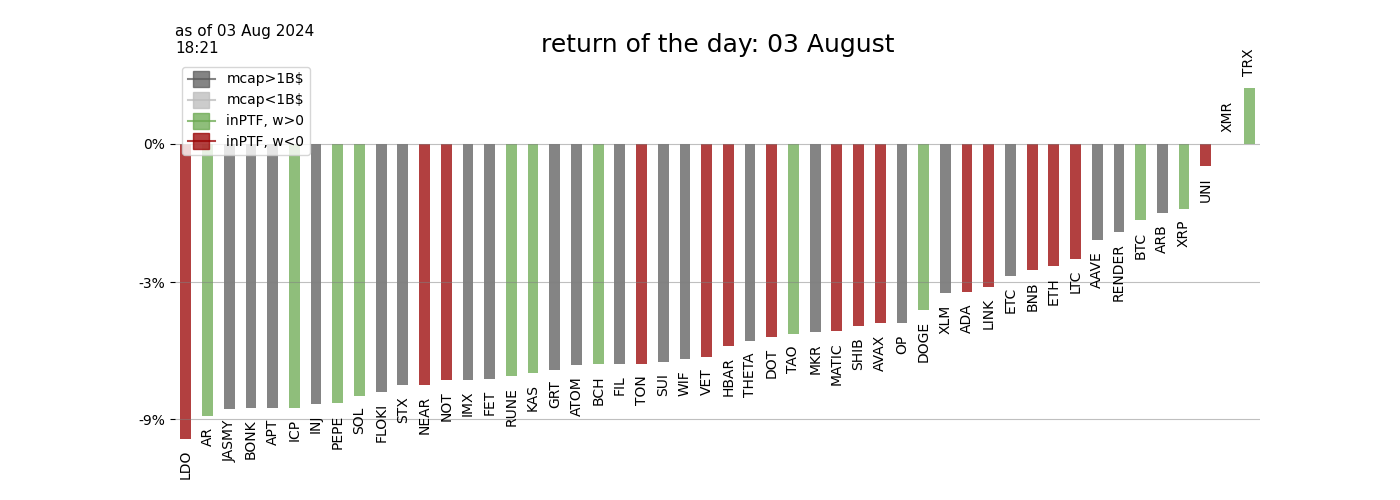 as of 03 Aug 2024
18:21
return of the day: 03 August
mcap>1B$
mcap<1B$
inPTF, w>0
inPTF, w<0
0%
-3%
-9%
LDO
AR
JASMY
BONK
APT
ICP
INJ
PEPE
SOL
FLOKI
STX
NEAR
NOT
IMX
FET
RUNE
KAS
GRT
ATOM
BCH
FIL
TON
SUI
WIF
VET
HBAR
THETA
DOT
TAO
MKR
MATIC
SHIB
AVAX
OP
DOGE
XLM
ADA
LINK
ETC
BNB
ETH
LTC
AAVE
RENDER
BTC
ARB
XRP
UNI
XMR
TRX